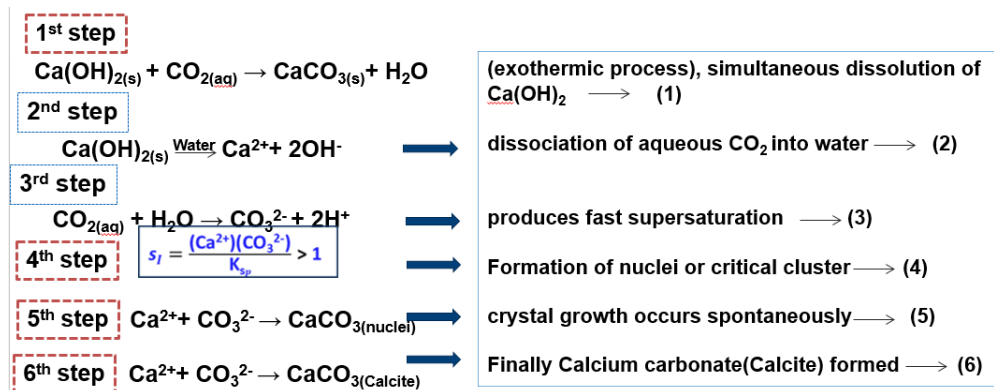 1st step
Ca(OH)2(s) + CO2(aq) → CaCO3(s)+ H2O
(exothermic process), simultaneous dissolution of
Ca(OH)2 → (1)
2nd step
Ca(OH)2(s) Water→ Ca2++ 2OH-
dissociation of aqueous CO2 into water → (2)
3rd step
CO2(aq) + H2O → CO32-+ 2H+
produces fast supersaturation → (3)
4th step
sI = (Ca2+)(CO32-) / Ksp > 1
Formation of nuclei or critical cluster → (4)
5th step
Ca2++ CO32- → CaCO3(nuclei)
crystal growth occurs spontaneously → (5)
6th step
Ca2++ CO32- → CaCO3(Calcite)
Finally Calcium carbonate(Calcite) formed → (6)